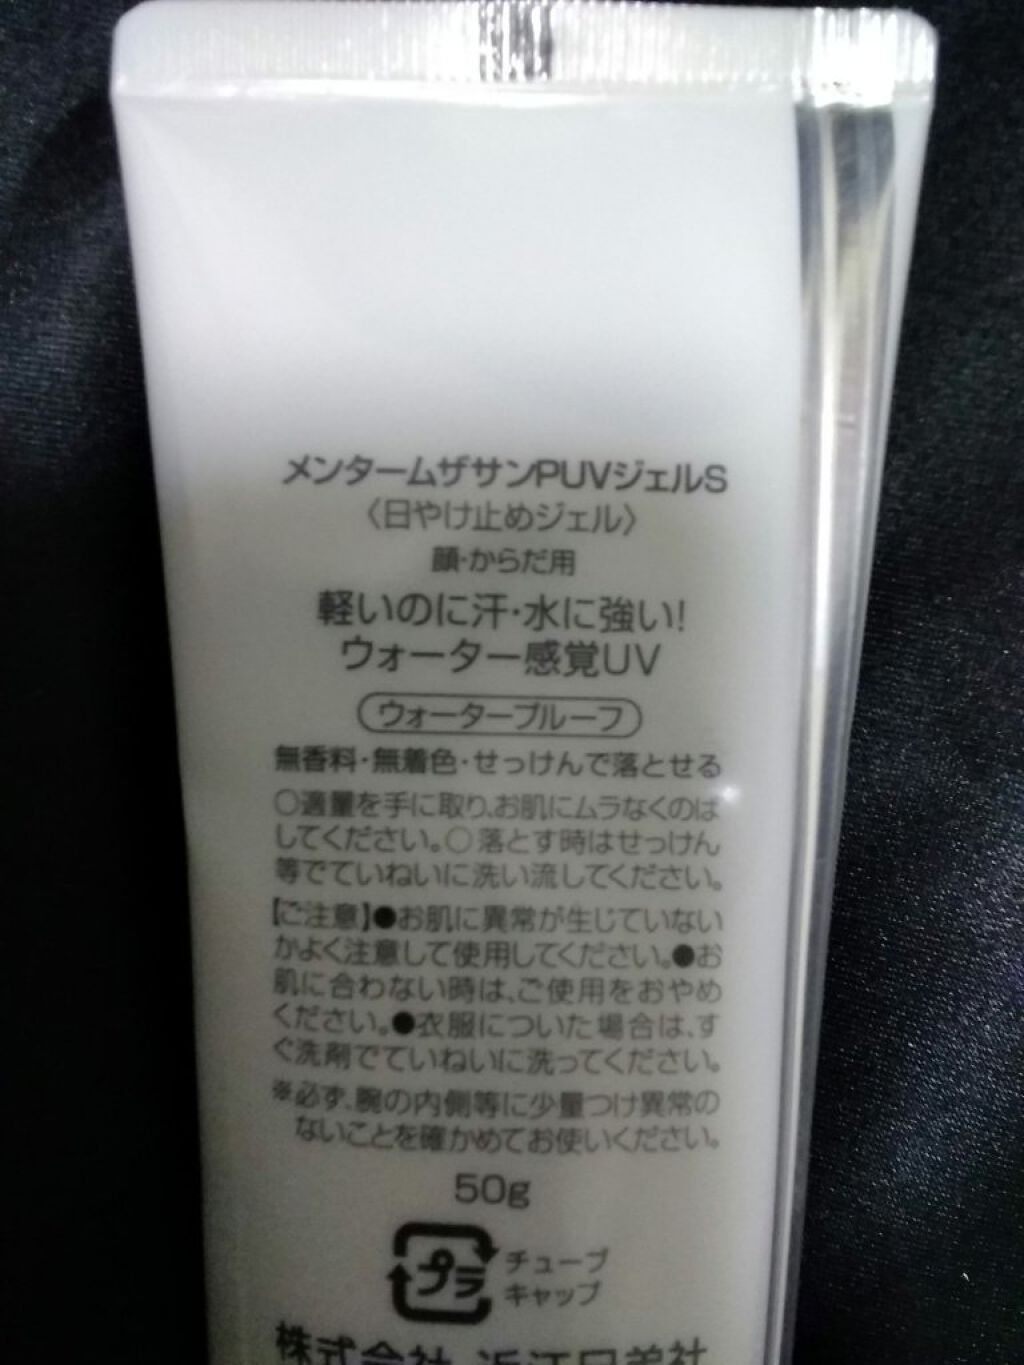 メンタームザサンPUVジェルS
〈日やけ止めジェル〉
顔・からだ用
軽いのに汗・水に強い!
ウォーター感覚UV
ウォータープルーフ
無香料・無着色・せっけんで落とせる
○適量を手に取り、お肌にムラなくのば
してください。○落とす時はせっけん
等でていねいに洗い流してください。
【ご注意】●お肌に異常が生じていない
かよく注意して使用してください。●お
肌に合わない時は、ご使用をおやめ
ください。●衣服についた場合は、す
ぐ洗剤でていねいに洗ってください。
※必ず、腕の内側等に少量つけ異常の
ないことを確かめてお使いください。
50g
プラ
チューブ
キャップ
株式会社 近江兄弟社